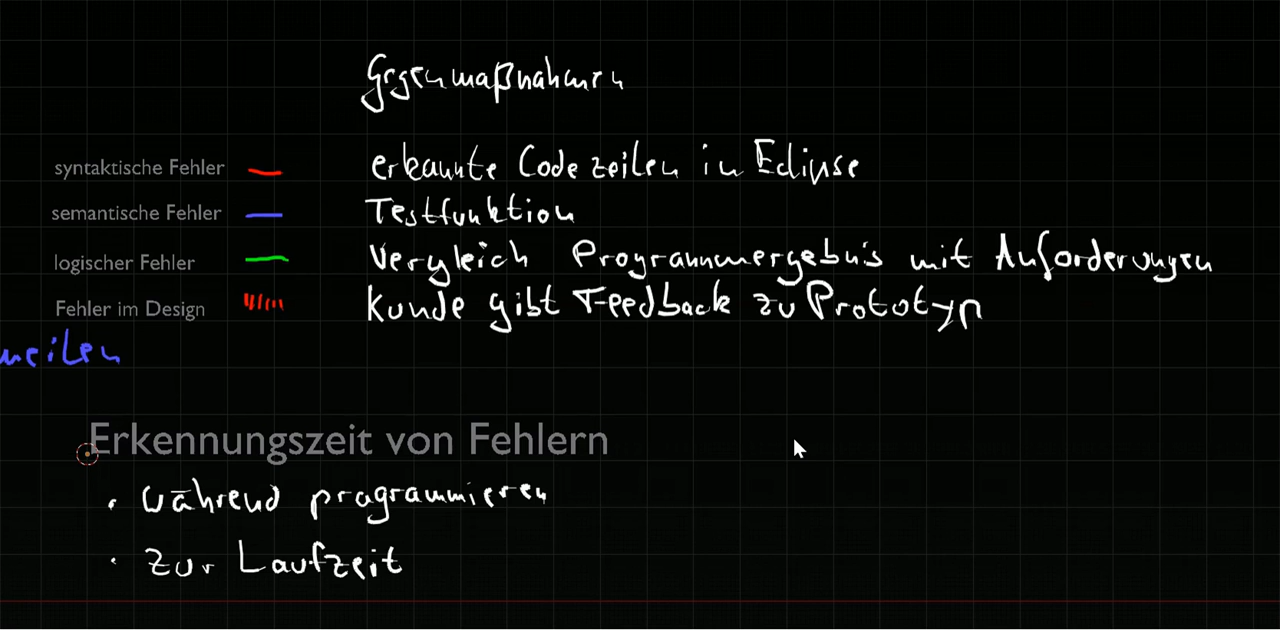 Gegenmaßnahmen
syntaktische Fehler erkannte Codezeilen in Eclipse
semantische Fehler Testfunktion
logischer Fehler Vergleich Programmergebnis mit Anforderungen
Fehler im Design Kunde gibt Feedback zu Prototyp
Erkennungszeit von Fehlern
· während programmieren
· zur Laufzeit